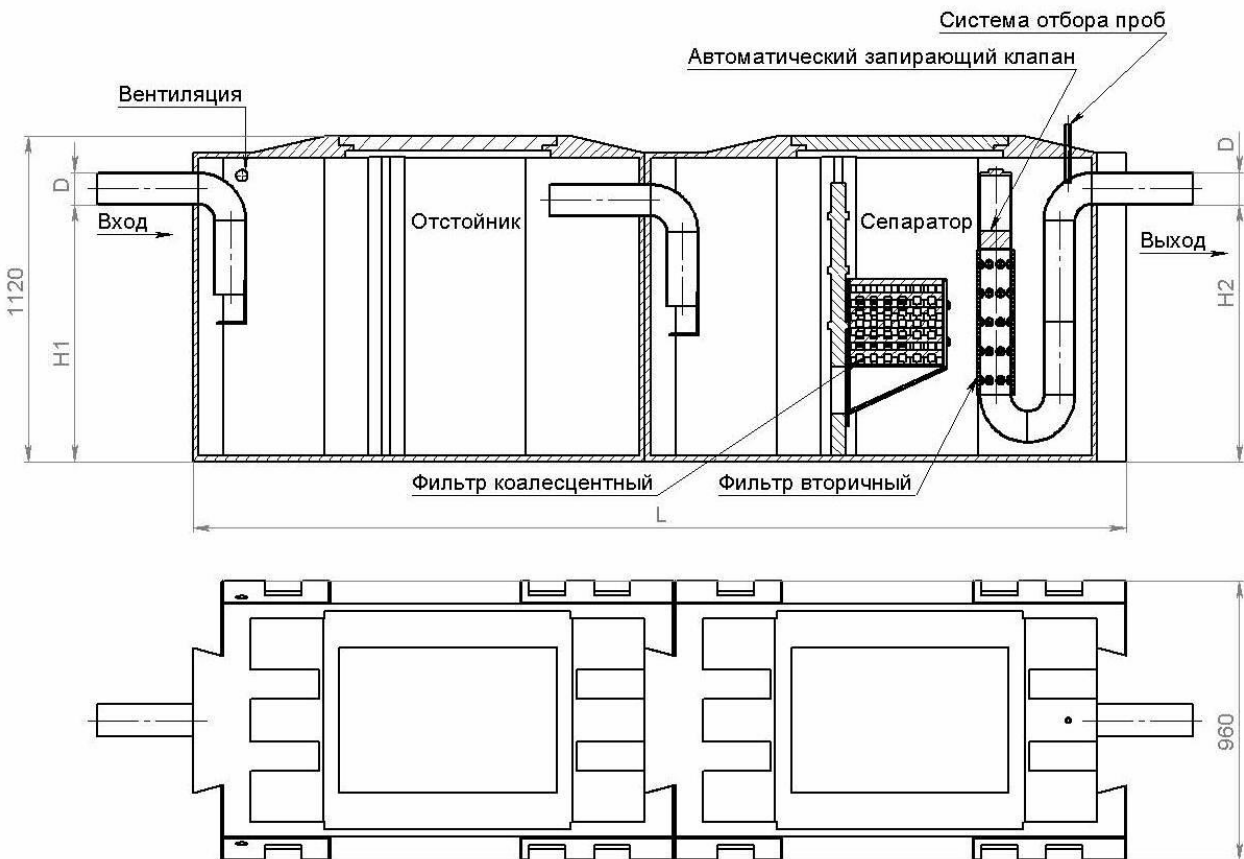 Система отбора проб
Автоматический запирающий клапан
Вентиляция
D
D
Вход
Отстойник
Сепаратор
Выход
1120
H1
H2
Фильтр коалесцентный
Фильтр вторичный
L
960